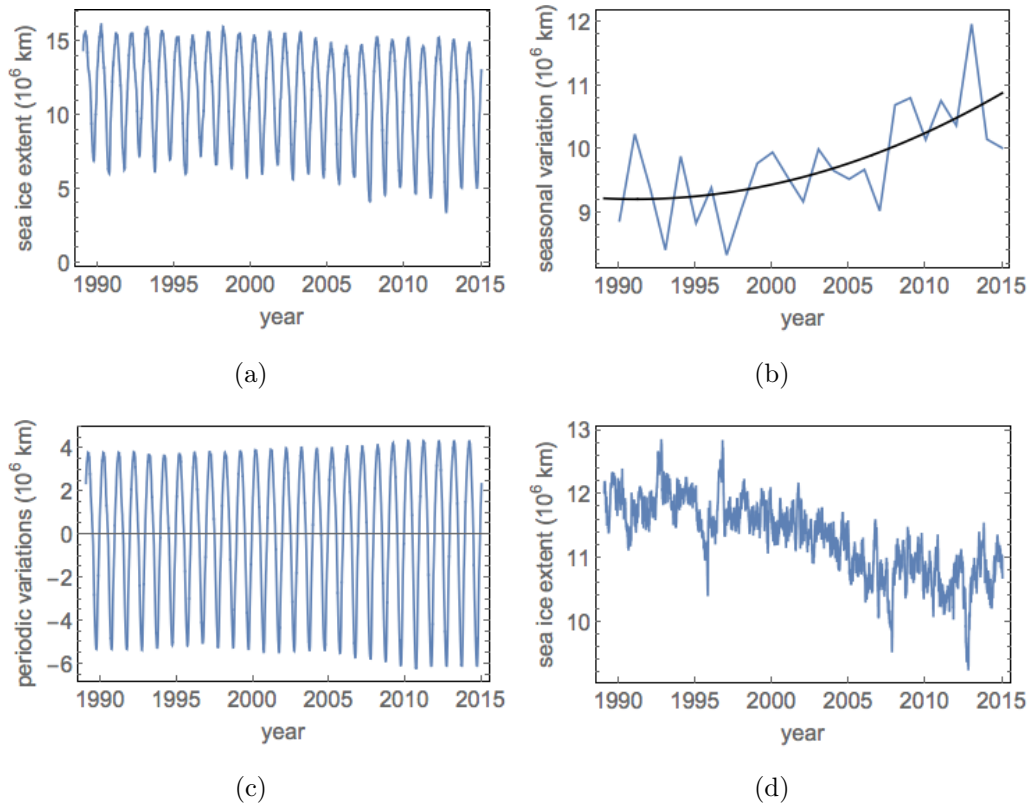 sea ice extent (10⁶ km)
15
10
5
0
1990 1995 2000 2005 2010 2015
year
(a)
seasonal variation (10⁶ km)
12
11
10
9
1990 1995 2000 2005 2010 2015
year
(b)
periodic variations (10⁶ km)
4
2
0
−2
−4
−6
1990 1995 2000 2005 2010 2015
year
(c)
sea ice extent (10⁶ km)
13
12
11
10
1990 1995 2000 2005 2010 2015
year
(d)